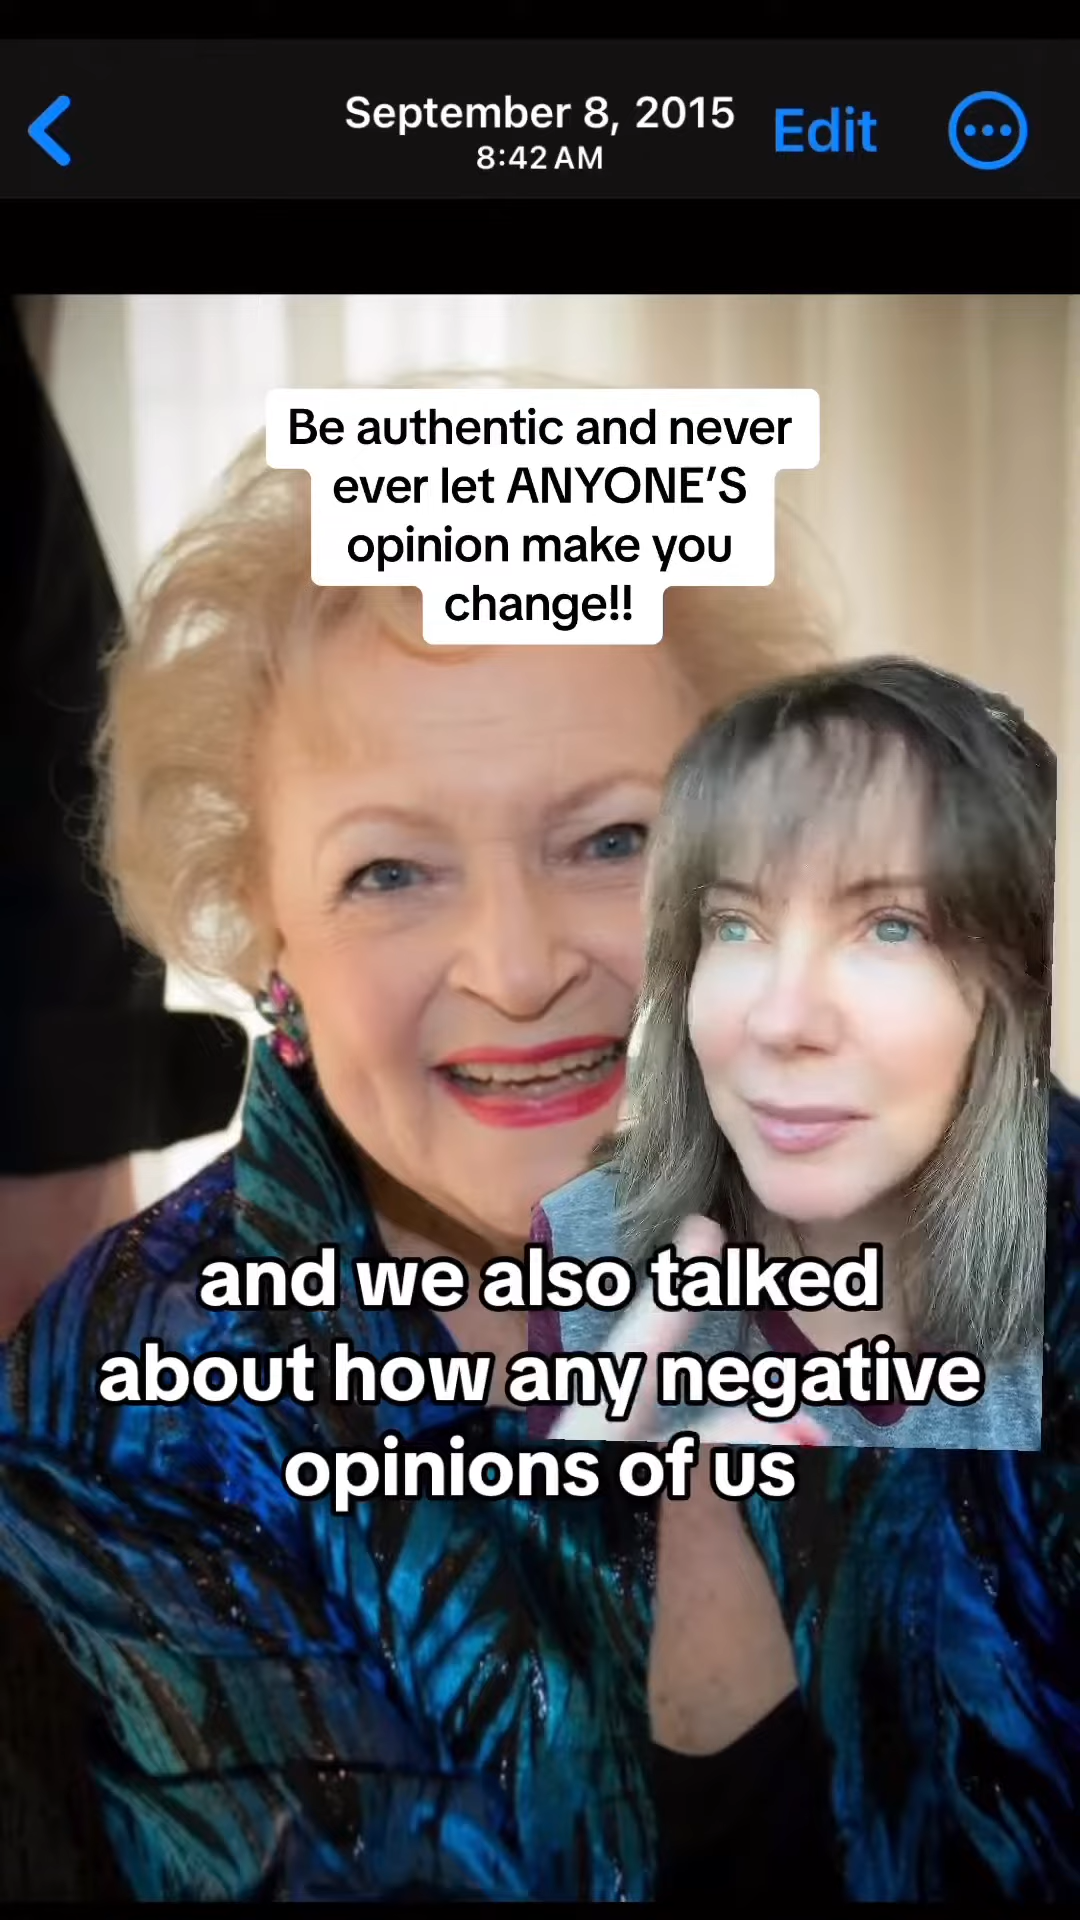 September 8, 2015
Edit
8:42 AM
Be authentic and never
ever let ANYONE’S
opinion make you
change!!
and we also talked
about how any negative
opinions of us